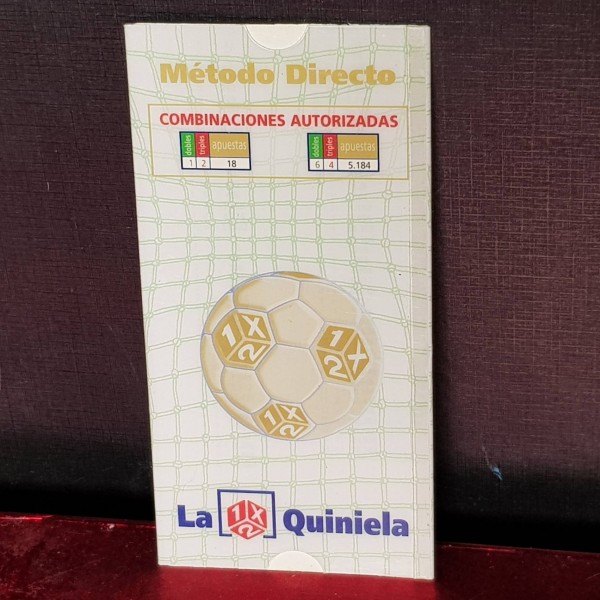 Método Directo
COMBINACIONES AUTORIZADAS
dobles triples apuestas
1 2 18
dobles triples apuestas
6 4 5.184
1X2
1X2
1X2
La 1X2 Quiniela